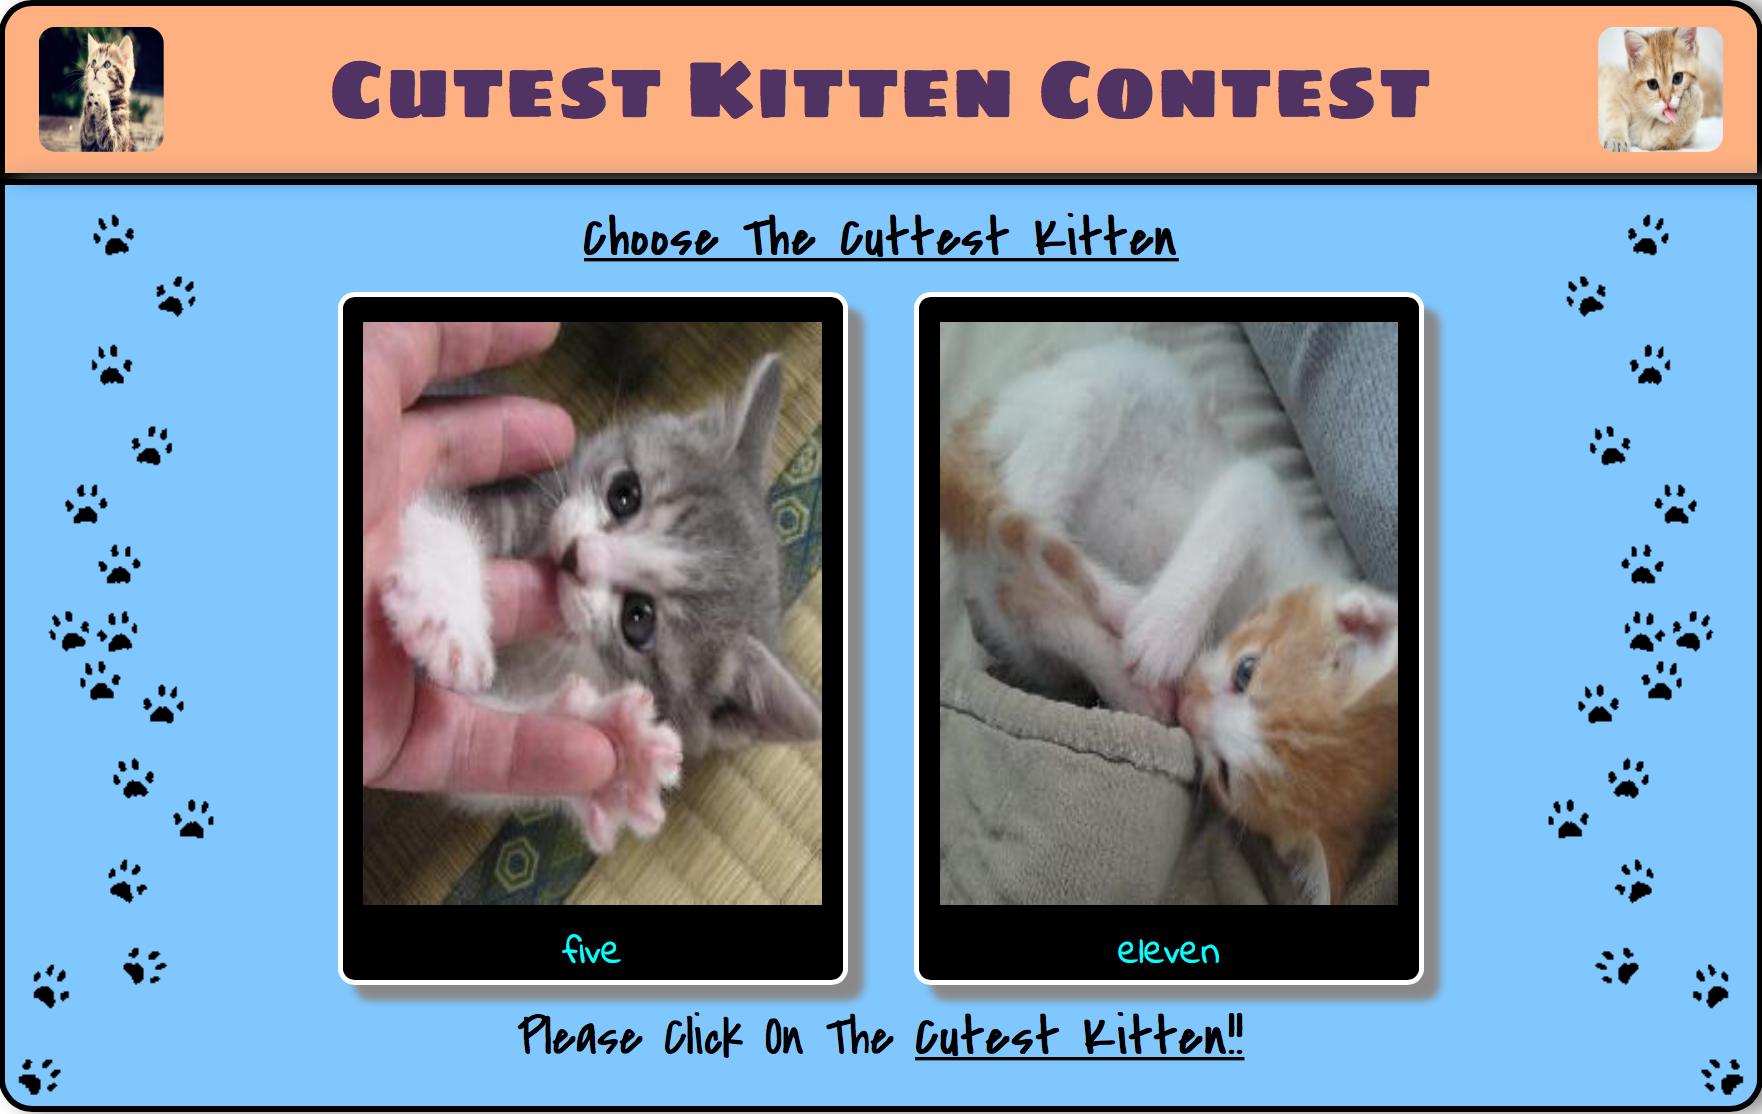 Cutest Kitten Contest
Choose The Cuttest Kitten
five
eleven
Please Click On The Cutest Kitten!!